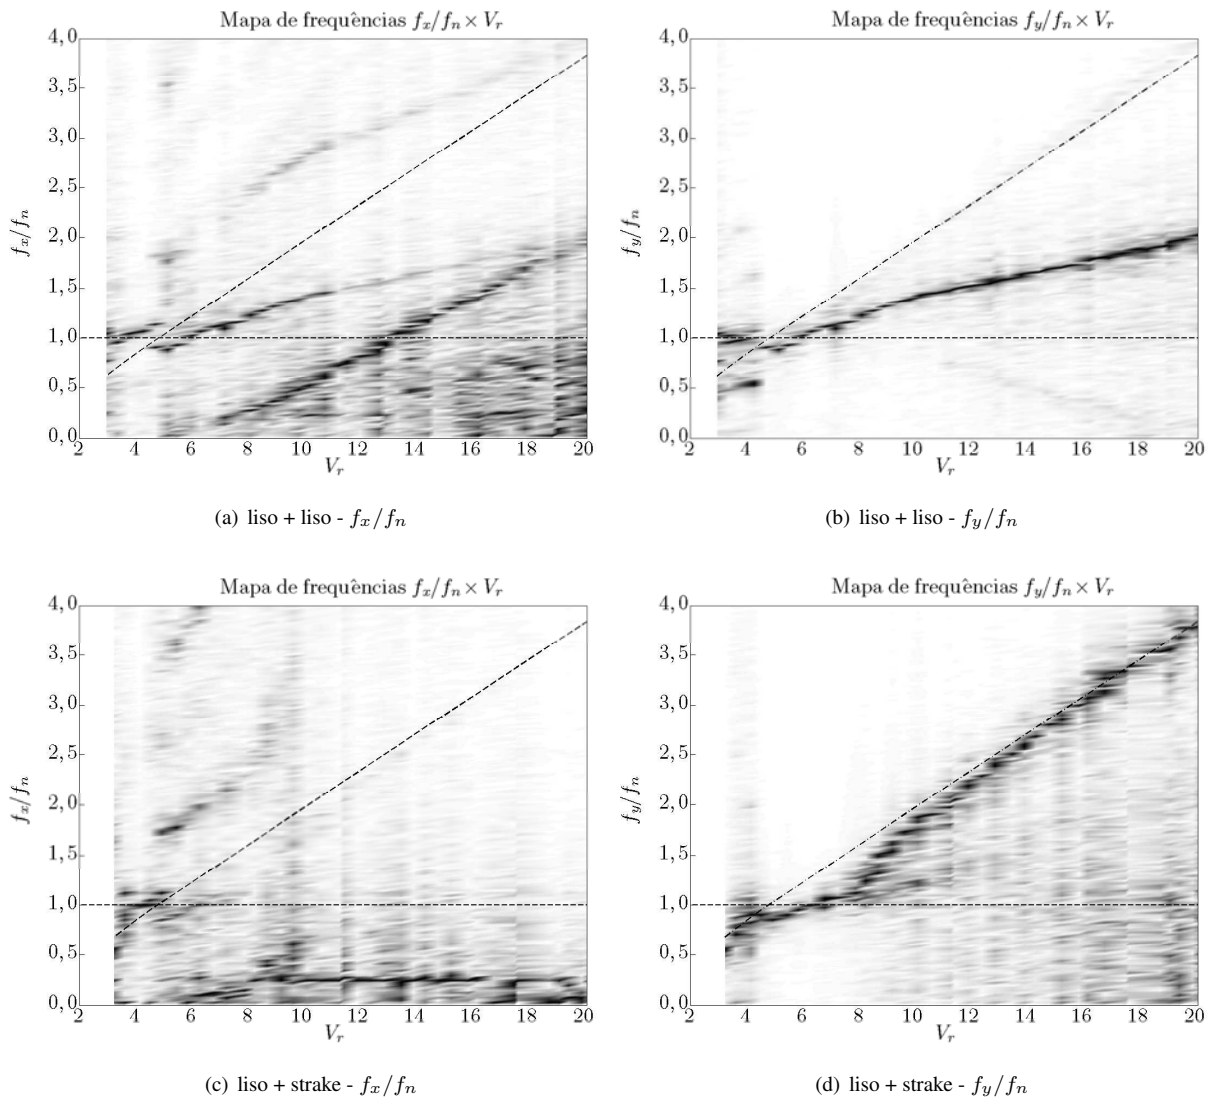 Mapa de frequências f_x/f_n × V_r
4,0
3,5
3,0
2,5
2,0
1,5
1,0
0,5
0,0
f_x/f_n
2 4 6 8 10 12 14 16 18 20
V_r
(a) liso + liso - f_x/f_n
Mapa de frequências f_y/f_n × V_r
4,0
3,5
3,0
2,5
2,0
1,5
1,0
0,5
0,0
f_y/f_n
2 4 6 8 10 12 14 16 18 20
V_r
(b) liso + liso - f_y/f_n
Mapa de frequências f_x/f_n × V_r
4,0
3,5
3,0
2,5
2,0
1,5
1,0
0,5
0,0
f_x/f_n
2 4 6 8 10 12 14 16 18 20
V_r
(c) liso + strake - f_x/f_n
Mapa de frequências f_y/f_n × V_r
4,0
3,5
3,0
2,5
2,0
1,5
1,0
0,5
0,0
f_y/f_n
2 4 6 8 10 12 14 16 18 20
V_r
(d) liso + strake - f_y/f_n